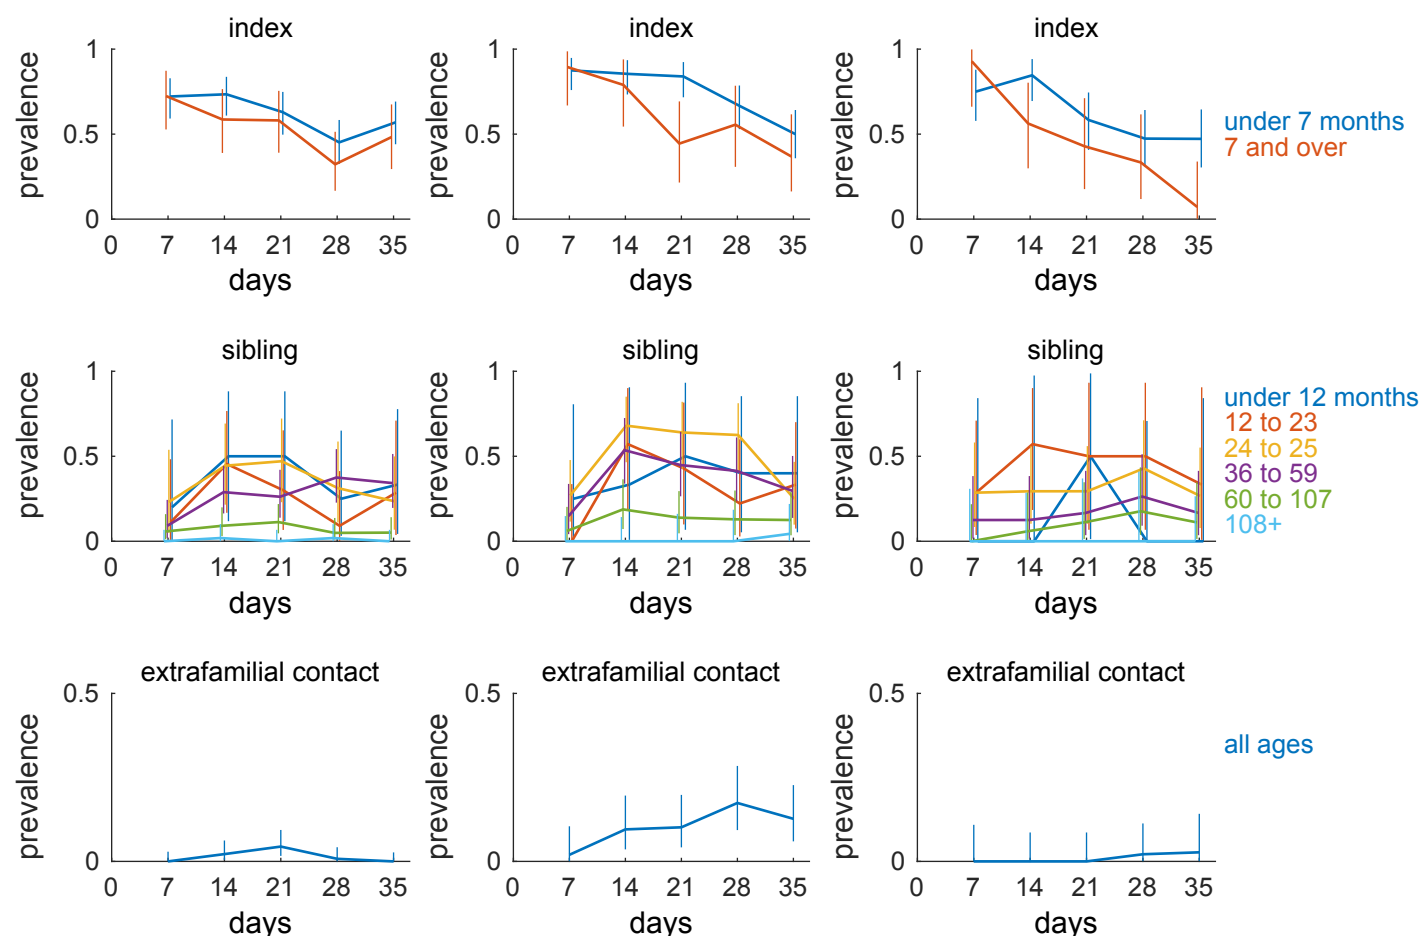 index
index
index
prevalence
1
0.5
0
0 7 14 21 28 35
days
prevalence
1
0.5
0
0 7 14 21 28 35
days
prevalence
1
0.5
0
0 7 14 21 28 35
days
under 7 months
7 and over
sibling
sibling
sibling
prevalence
1
0.5
0
0 7 14 21 28 35
days
prevalence
1
0.5
0
0 7 14 21 28 35
days
prevalence
1
0.5
0
0 7 14 21 28 35
days
under 12 months
12 to 23
24 to 25
36 to 59
60 to 107
108+
extrafamilial contact
extrafamilial contact
extrafamilial contact
prevalence
0.5
0
0 7 14 21 28 35
days
prevalence
0.5
0
0 7 14 21 28 35
days
prevalence
0.5
0
0 7 14 21 28 35
days
all ages